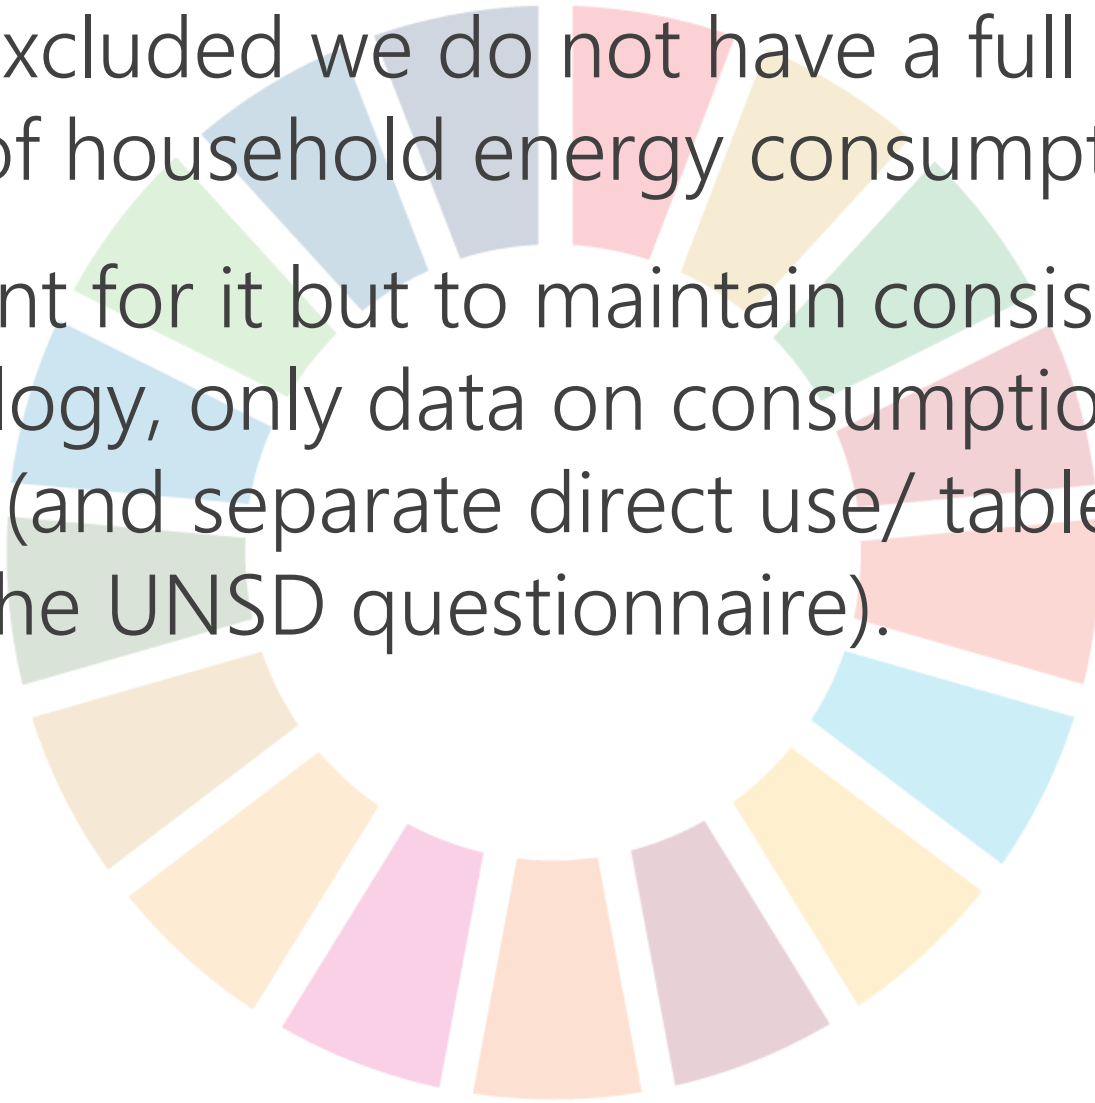 xcluded we do not have a full
of household energy consumpt
nt for it but to maintain consis
logy, only data on consumptio
(and separate direct use/ table
he UNSD questionnaire).